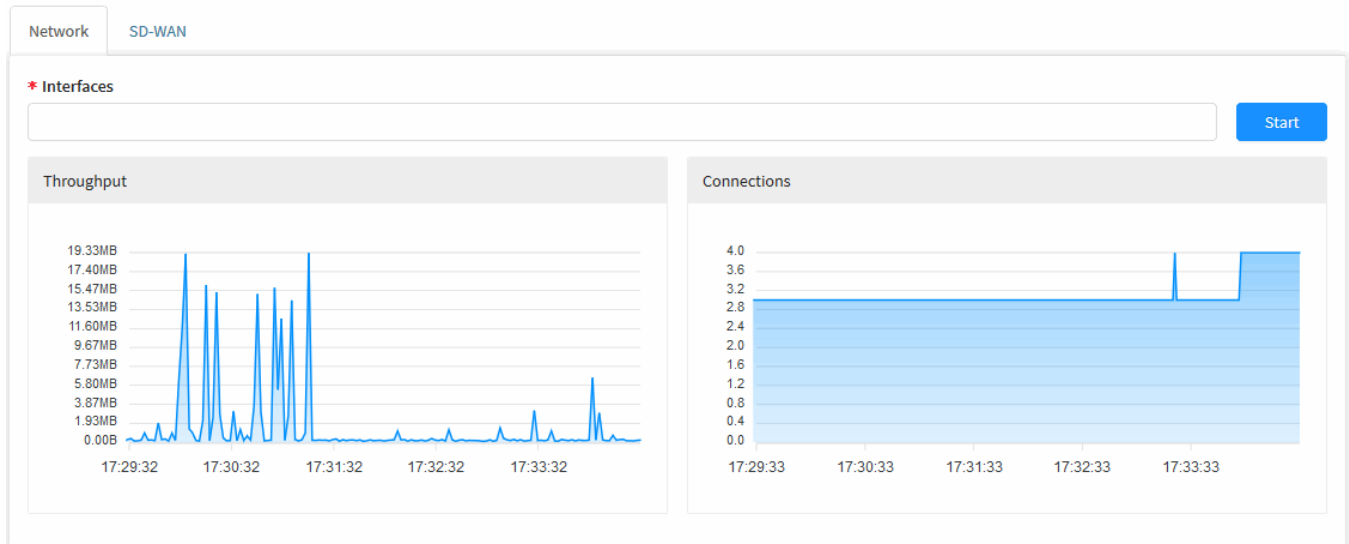 Network SD-WAN
* Interfaces
Start
Throughput
19.33MB
17.40MB
15.47MB
13.53MB
11.60MB
9.67MB
7.73MB
5.80MB
3.87MB
1.93MB
0.00B
17:29:32 17:30:32 17:31:32 17:32:32 17:33:32
Connections
4.0
3.6
3.2
2.8
2.4
2.0
1.6
1.2
0.8
0.4
0.0
17:29:33 17:30:33 17:31:33 17:32:33 17:33:33